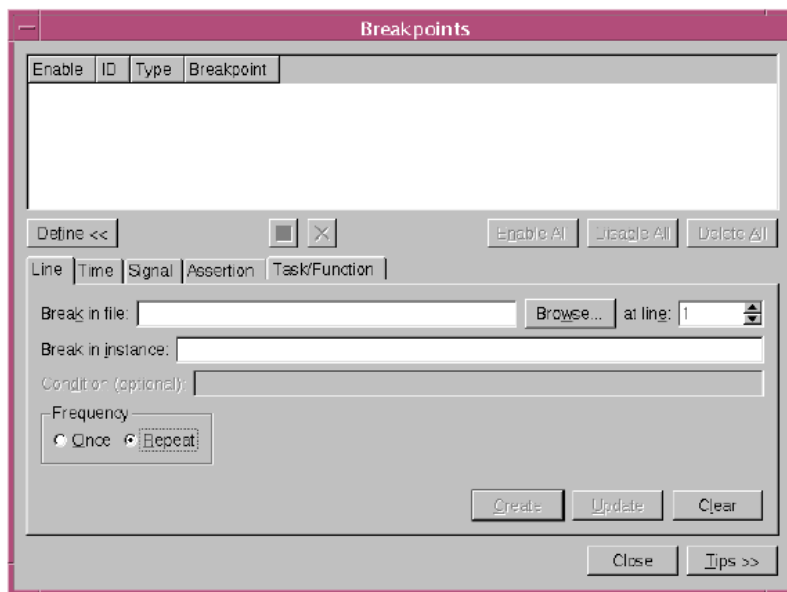 Breakpoints
Enable ID Type Breakpoint
Define << Enable All Disable All Delete All
Line Time Signal Assertion Task/Function
Break in file: Browse... at line: 1
Break in instance:
Condition (optional):
Frequency
Once Repeat
Create Update Clear
Close Tips >>